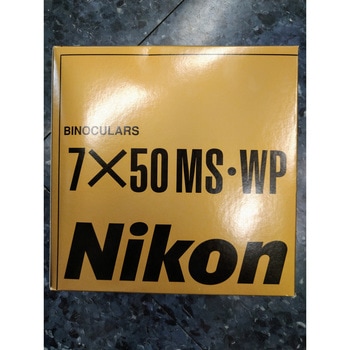 BINOCULARS
7×50 MS・WP
Nikon